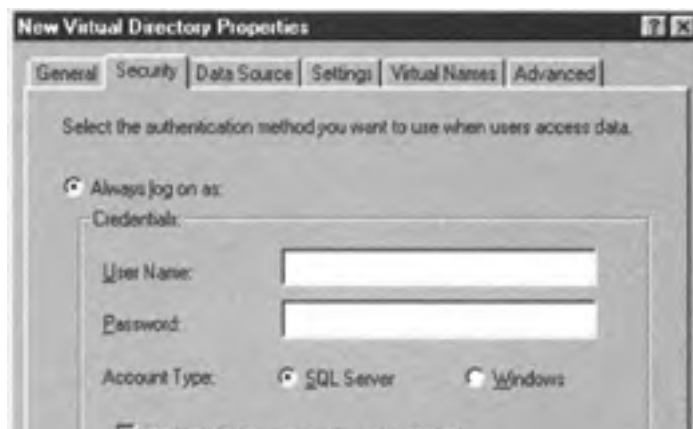 New Virtual Directory Properties
General Security Data Source Settings Virtual Names Advanced
Select the authentication method you want to use when users access data.
Always log on as:
Credentials:
User Name:
Password:
Account Type: SQL Server Windows